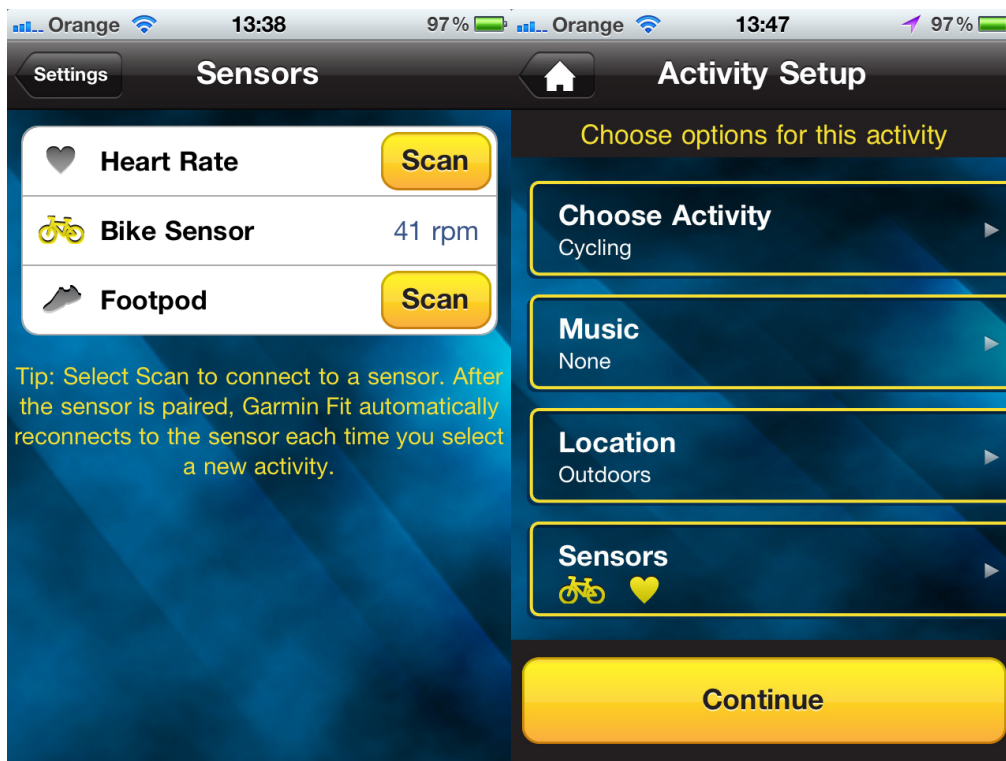 Orange 13:38 97%
Settings Sensors
Heart Rate Scan
Bike Sensor 41 rpm
Footpod Scan
Tip: Select Scan to connect to a sensor. After
the sensor is paired, Garmin Fit automatically
reconnects to the sensor each time you select
a new activity.
Orange 13:47 97%
Activity Setup
Choose options for this activity
Choose Activity
Cycling
Music
None
Location
Outdoors
Sensors
Continue